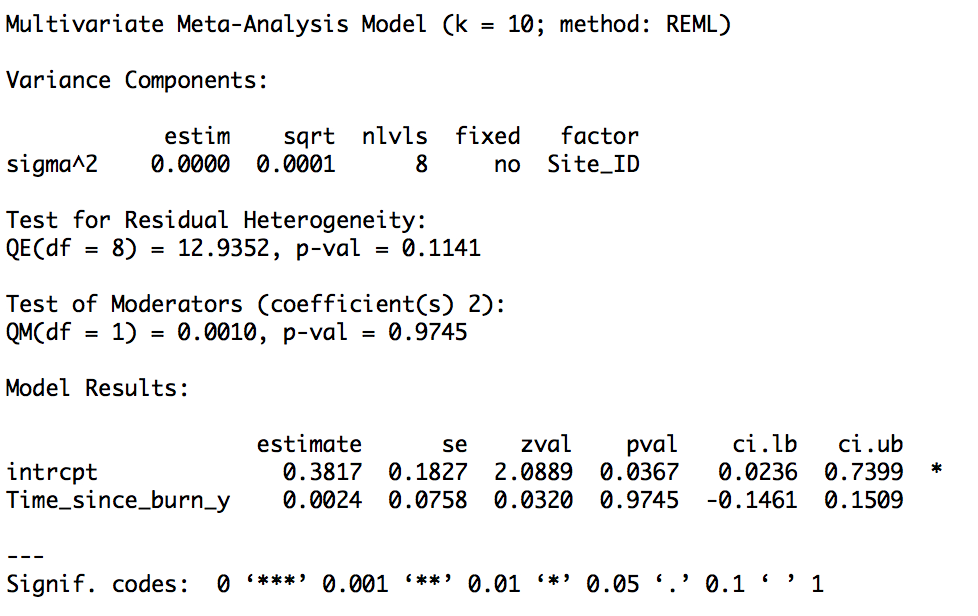 Multivariate Meta-Analysis Model (k = 10; method: REML)
Variance Components:
estim sqrt nlvls fixed factor
sigma^2 0.0000 0.0001 8 no Site_ID
Test for Residual Heterogeneity:
QE(df = 8) = 12.9352, p-val = 0.1141
Test of Moderators (coefficient(s) 2):
QM(df = 1) = 0.0010, p-val = 0.9745
Model Results:
estimate se zval pval ci.lb ci.ub
intrcpt 0.3817 0.1827 2.0889 0.0367 0.0236 0.7399 *
Time_since_burn_y 0.0024 0.0758 0.0320 0.9745 -0.1461 0.1509
---
Signif. codes: 0 ‘***’ 0.001 ‘**’ 0.01 ‘*’ 0.05 ‘.’ 0.1 ‘ ’ 1